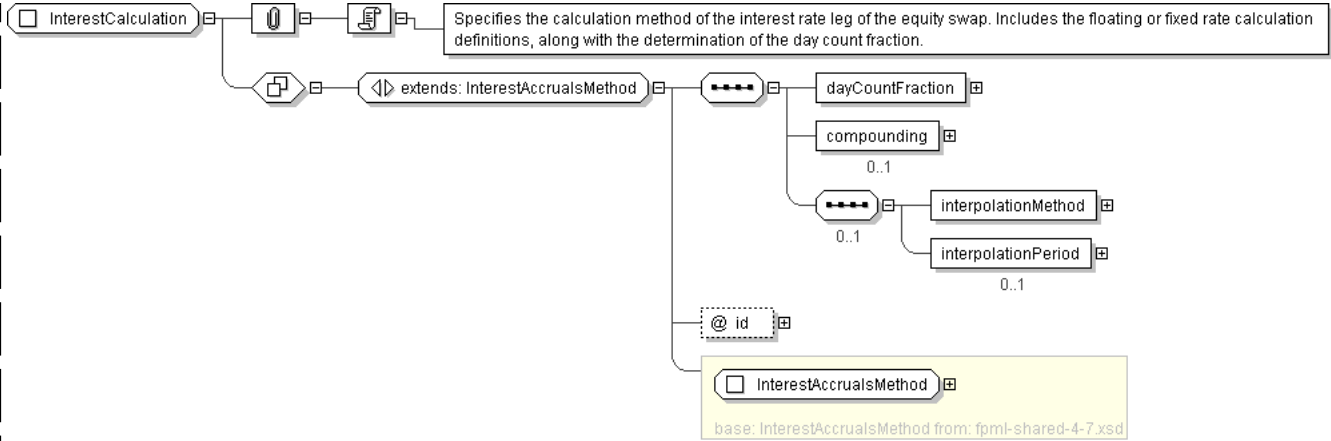 InterestCalculation
Specifies the calculation method of the interest rate leg of the equity swap. Includes the floating or fixed rate calculation
definitions, along with the determination of the day count fraction.
extends: InterestAccrualsMethod
dayCountFraction
compounding
0..1
interpolationMethod
0..1
interpolationPeriod
0..1
@ id
InterestAccrualsMethod
base: InterestAccrualsMethod from: fpml-shared-4-7.xsd